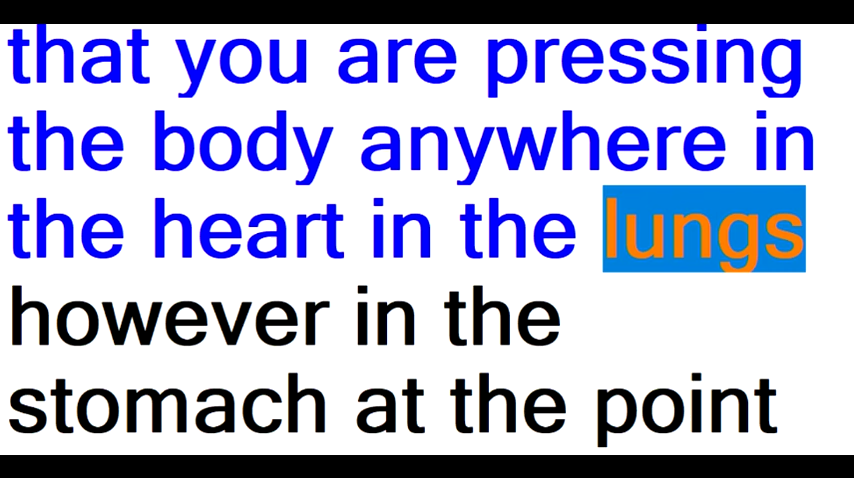 that you are pressing
the body anywhere in
the heart in the lungs
however in the
stomach at the point